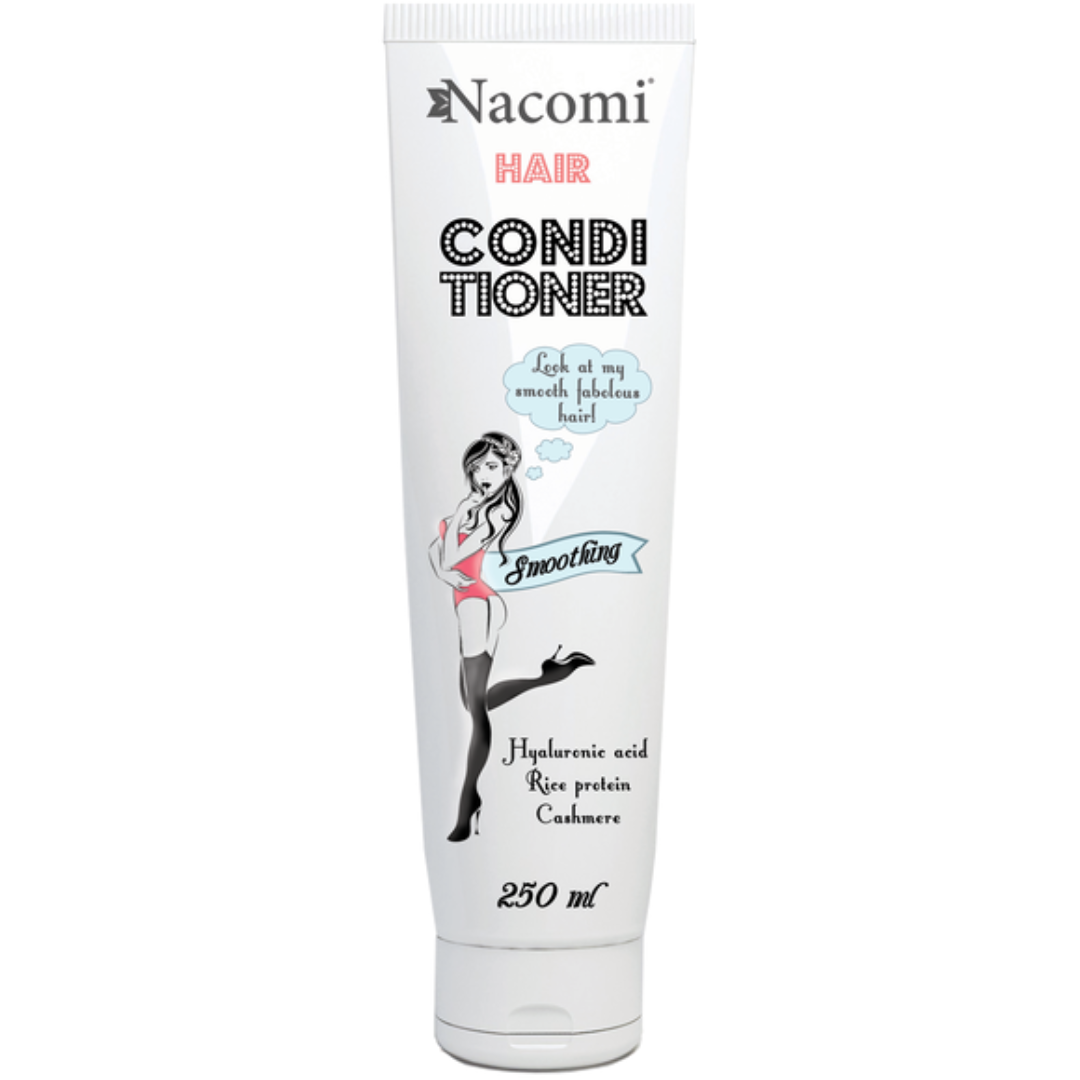 Nacomi®
HAIR
CONDI
TIONER
Look at my
smooth fabolous
hair!
Smoothing
Hyaluronic acid
Rice protein
Cashmere
250 ml